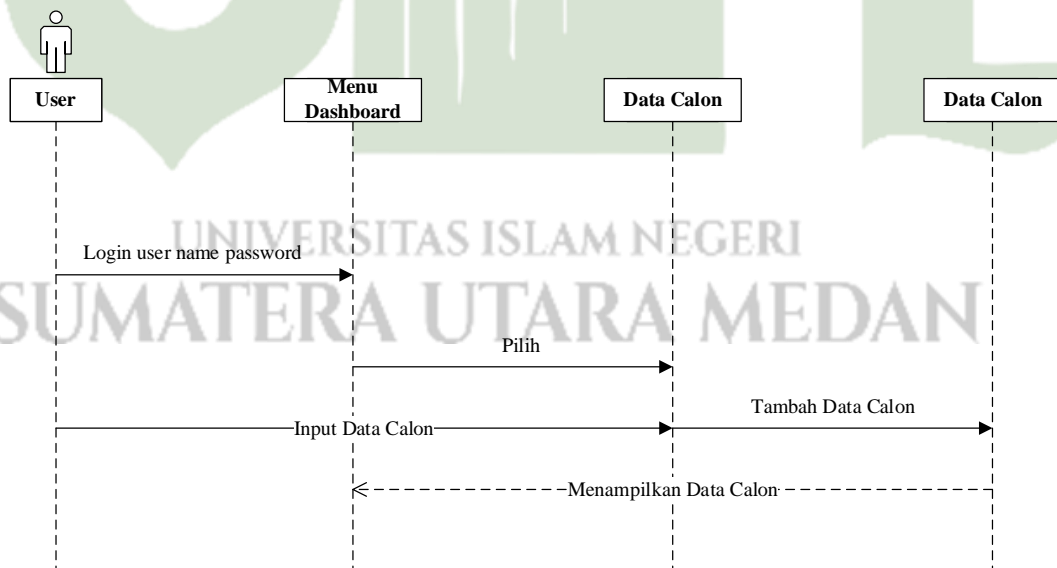 User
Menu
Dashboard
Data Calon
Data Calon
UNIVERSITAS ISLAM NEGERI
Login user name password
SUMATERA UTARA MEDAN
Pilih
Tambah Data Calon
Input Data Calon
Menampilkan Data Calon